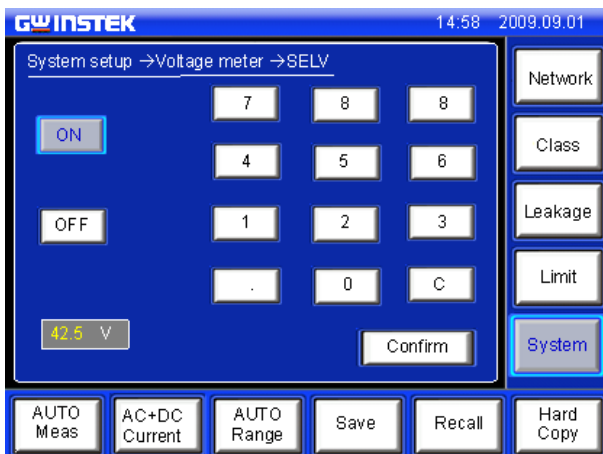 GWINSTEK 14:58 2009.09.01
System setup →Voltage meter →SELV
ON
OFF
42.5 V
7 8 8
4 5 6
1 2 3
. 0 C
Confirm
Network
Class
Leakage
Limit
System
AUTO Meas
AC+DC Current
AUTO Range
Save
Recall
Hard Copy